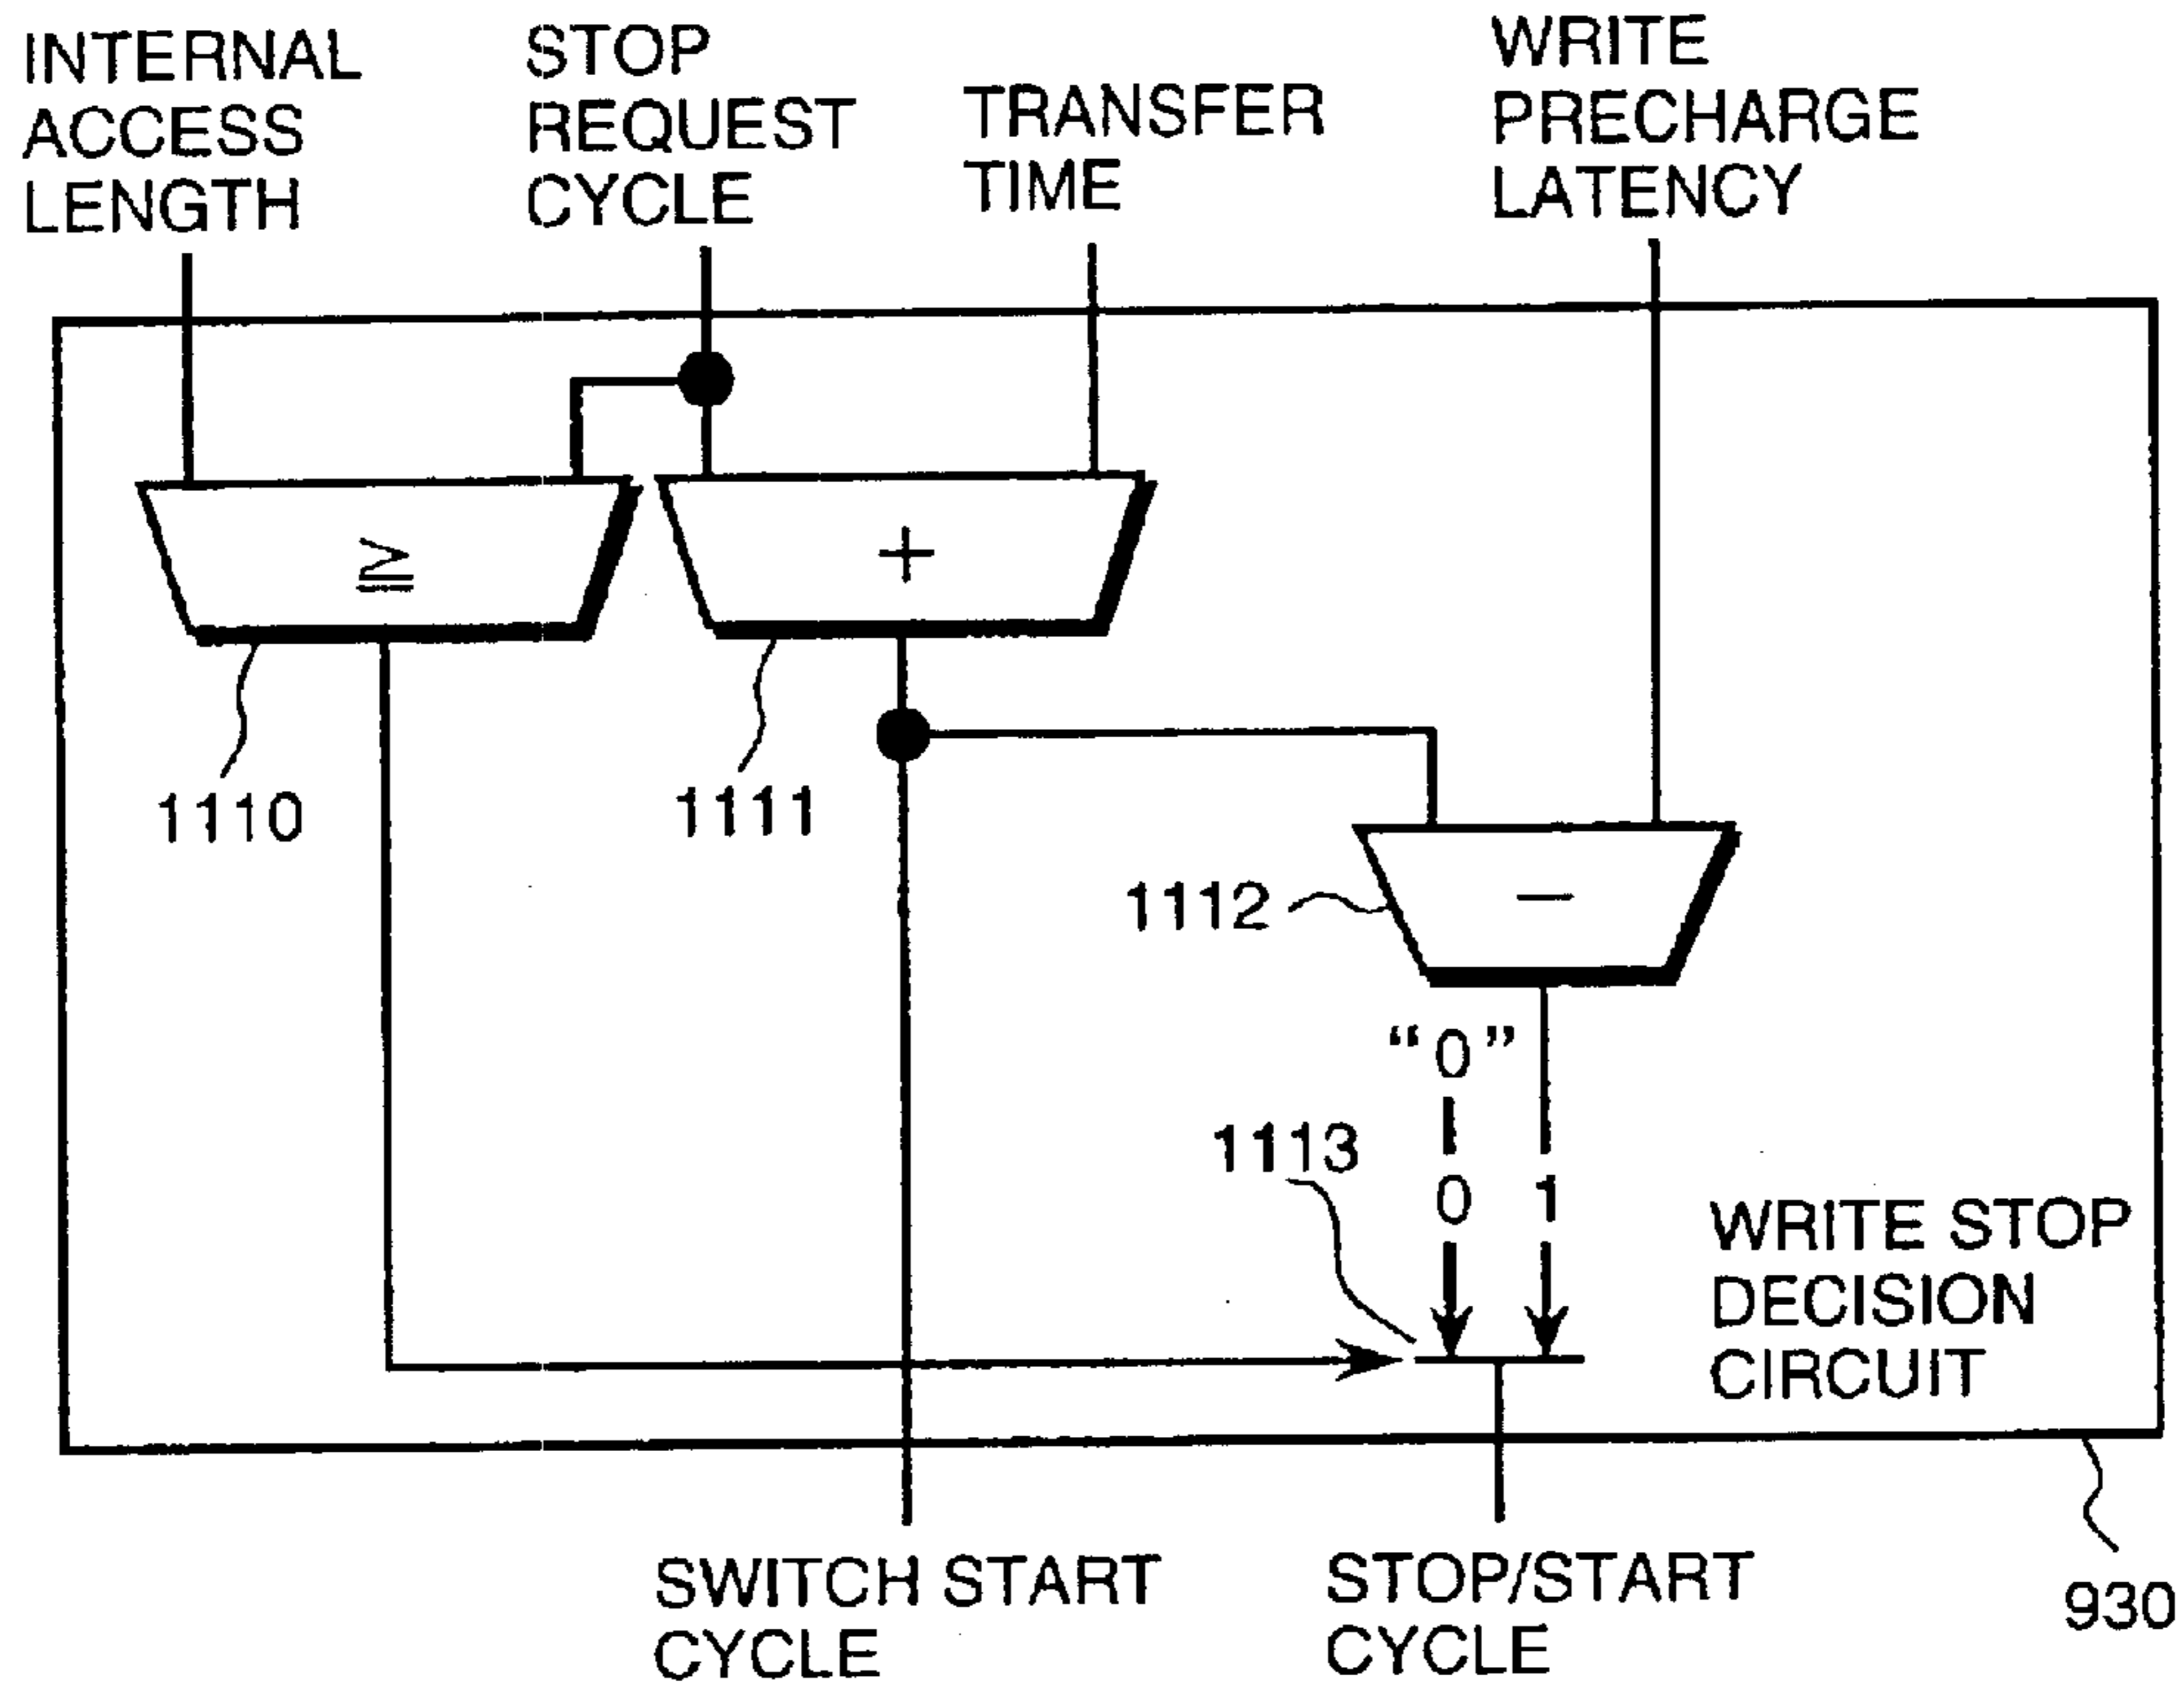 INTERNAL
ACCESS
LENGTH
STOP
REQUEST
CYCLE
TRANSFER
TIME
WRITE
PRECHARGE
LATENCY
≧
+
1110
1111
1112
−
“0”
1113
0 1
WRITE STOP
DECISION
CIRCUIT
SWITCH START
CYCLE
STOP/START
CYCLE
930